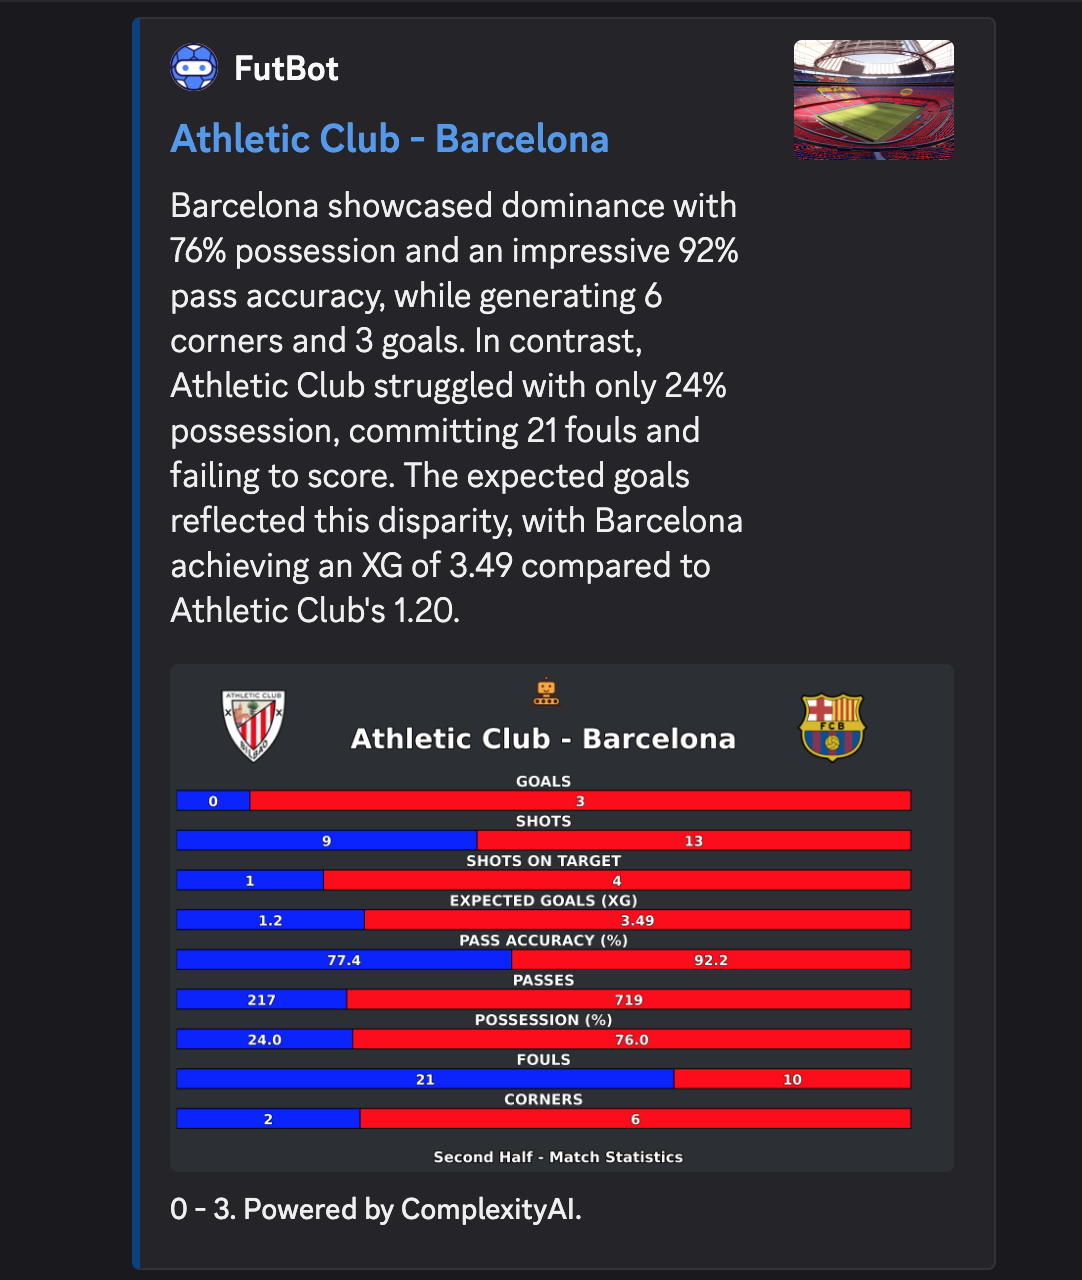 FutBot
Athletic Club - Barcelona
Barcelona showcased dominance with
76% possession and an impressive 92%
pass accuracy, while generating 6
corners and 3 goals. In contrast,
Athletic Club struggled with only 24%
possession, committing 21 fouls and
failing to score. The expected goals
reflected this disparity, with Barcelona
achieving an XG of 3.49 compared to
Athletic Club's 1.20.
ATHLETIC CLUB
BILBAO
FCB
Athletic Club - Barcelona
GOALS
0 3
SHOTS
9 13
SHOTS ON TARGET
1 4
EXPECTED GOALS (XG)
1.2 3.49
PASS ACCURACY (%)
77.4 92.2
PASSES
217 719
POSSESSION (%)
24.0 76.0
FOULS
21 10
CORNERS
2 6
Second Half - Match Statistics
0 - 3. Powered by ComplexityAI.